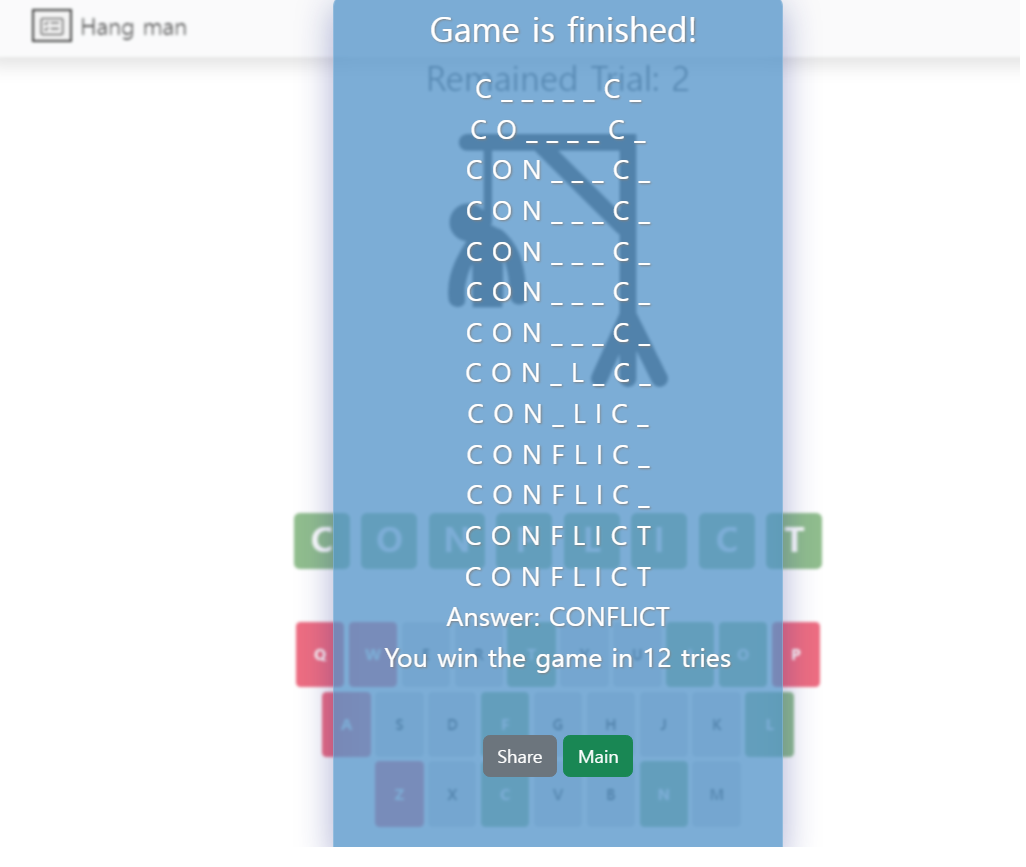 Hang man
Game is finished!
Remained Trial: 2
C _ _ _ _ _ C _
C O _ _ _ _ C _
C O N _ _ _ C _
C O N _ _ _ C _
C O N _ _ _ C _
C O N _ _ _ C _
C O N _ _ _ C _
C O N _ L _ C _
C O N _ L I C _
C O N F L I C _
C O N F L I C _
C O N F L I C T
C O N F L I C T
C O N F L I C T
Answer: CONFLICT
You win the game in 12 tries
Q W U O P
A S D F G H J K L
Share Main
Z X C V B N M